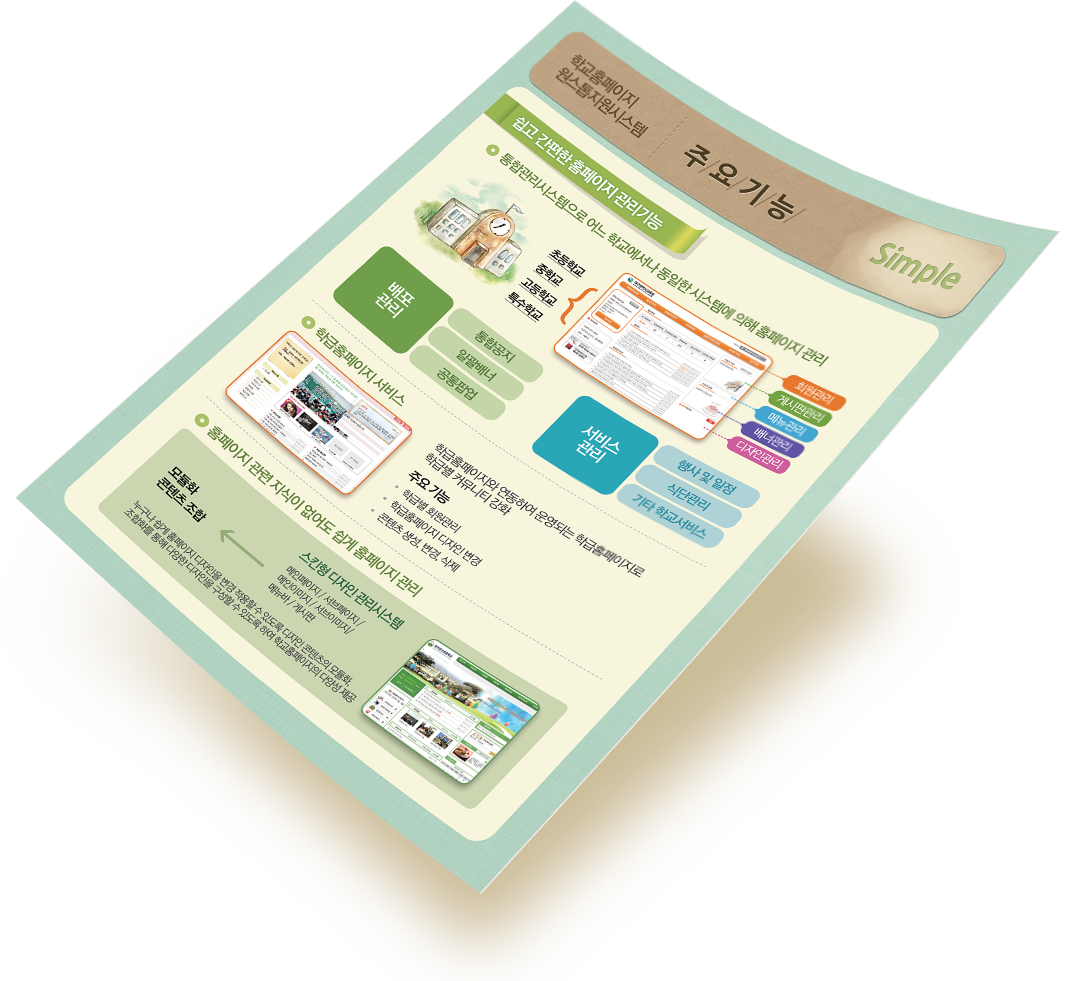 학교홈페이지
원스톱지원시스템
주/요/기/능/
Simple
쉽고 간편한 홈페이지 관리기능
통합관리시스템으로 어느 학교에서나 동일한 시스템에 의해 홈페이지 관리
초등학교
중학교
고등학교
특수학교
배포
관리
통합공지
일괄배너
공통팝업
회원관리
게시판관리
메뉴관리
배너관리
디자인관리
서비스
관리
행사 및 일정
식단관리
기타 학교서비스
학급홈페이지 서비스
학급홈페이지와 연동하여 운영되는 학급홈페이지로
학급별 커뮤니티 강화
주요 기능
학급별 회원관리
학급홈페이지 디자인 변경
콘텐츠 생성, 변경, 삭제
홈페이지 관련 지식이 없어도 쉽게 홈페이지 관리
모듈화
콘텐츠 조합
스킨형 디자인 관리시스템
메인페이지 / 서브페이지 /
메인이미지 / 서브이미지/
메뉴바 / 게시판
누구나 쉽게 홈페이지 디자인을 변경 적용할 수 있도록 디자인 콘텐츠의 모듈화,
조합화를 통해 다양한 디자인을 구성할 수 있도록 하여 학교홈페이지의 다양성 제공